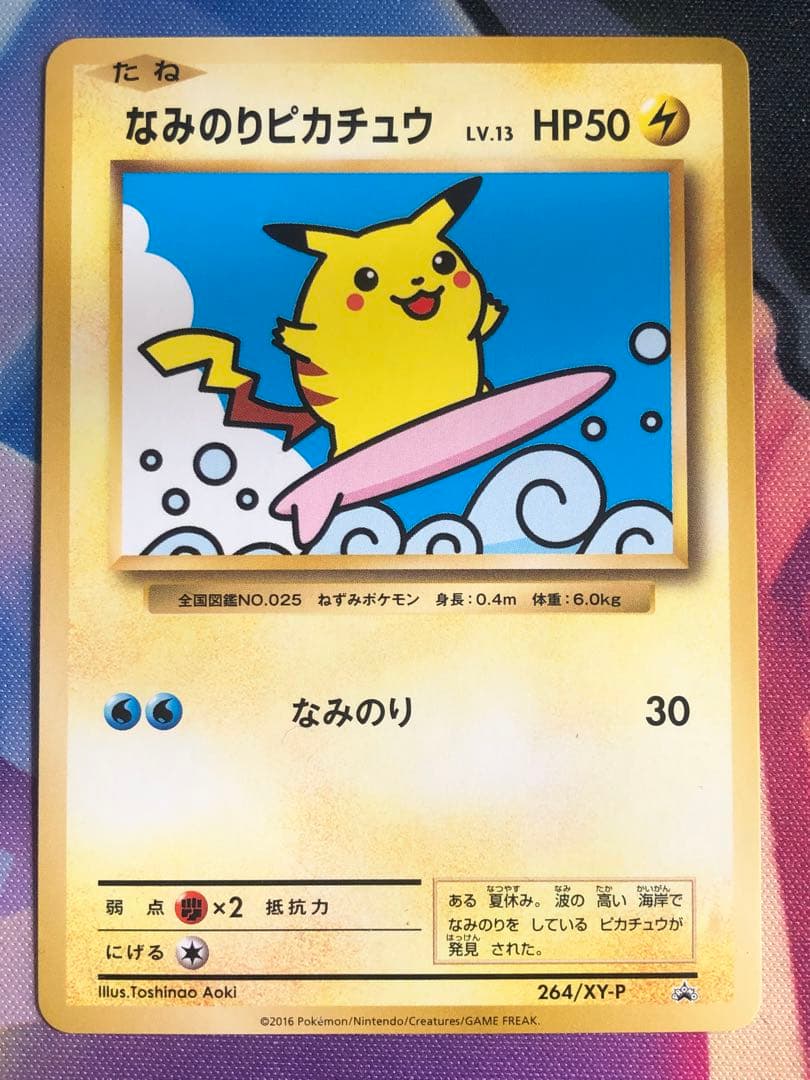 たね
なみのりピカチュウ LV.13 HP50
全国図鑑NO.025 ねずみポケモン 身長:0.4m 体重:6.0kg
なみのり 30
弱点 ×2 抵抗力
にげる
なつやす なみ たか かいがん
ある 夏休み。波の 高い 海岸で
なみのりを している ピカチュウが
はっけん
発見 された。
Illus.Toshinao Aoki 264/XY-P
©2016 Pokémon/Nintendo/Creatures/GAME FREAK.